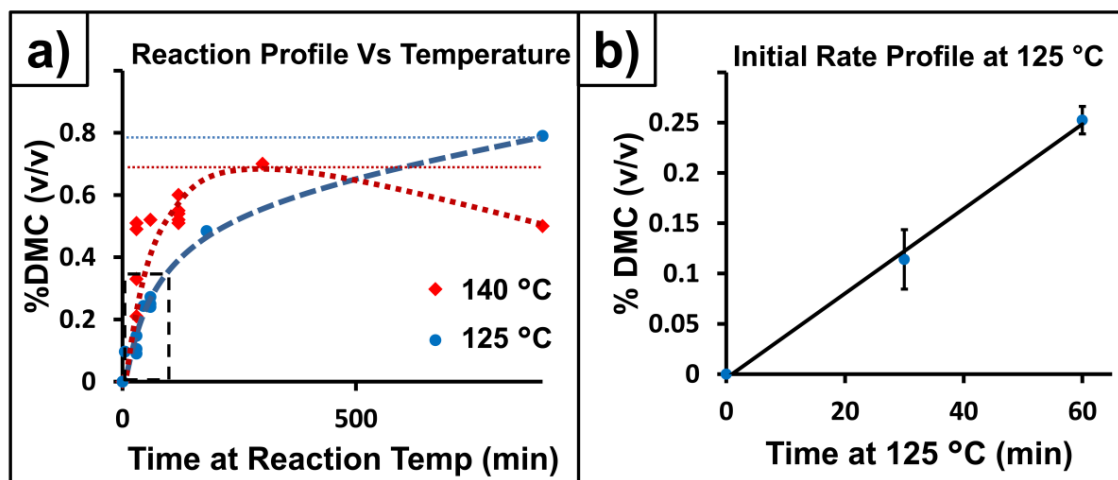 a)
Reaction Profile Vs Temperature
%DMC (v/v)
0.8
0.6
0.4
0.2
0
0
500
140 °C
125 °C
Time at Reaction Temp (min)
b)
Initial Rate Profile at 125 °C
% DMC (v/v)
0.25
0.2
0.15
0.1
0.05
0
0
20
40
60
Time at 125 °C (min)